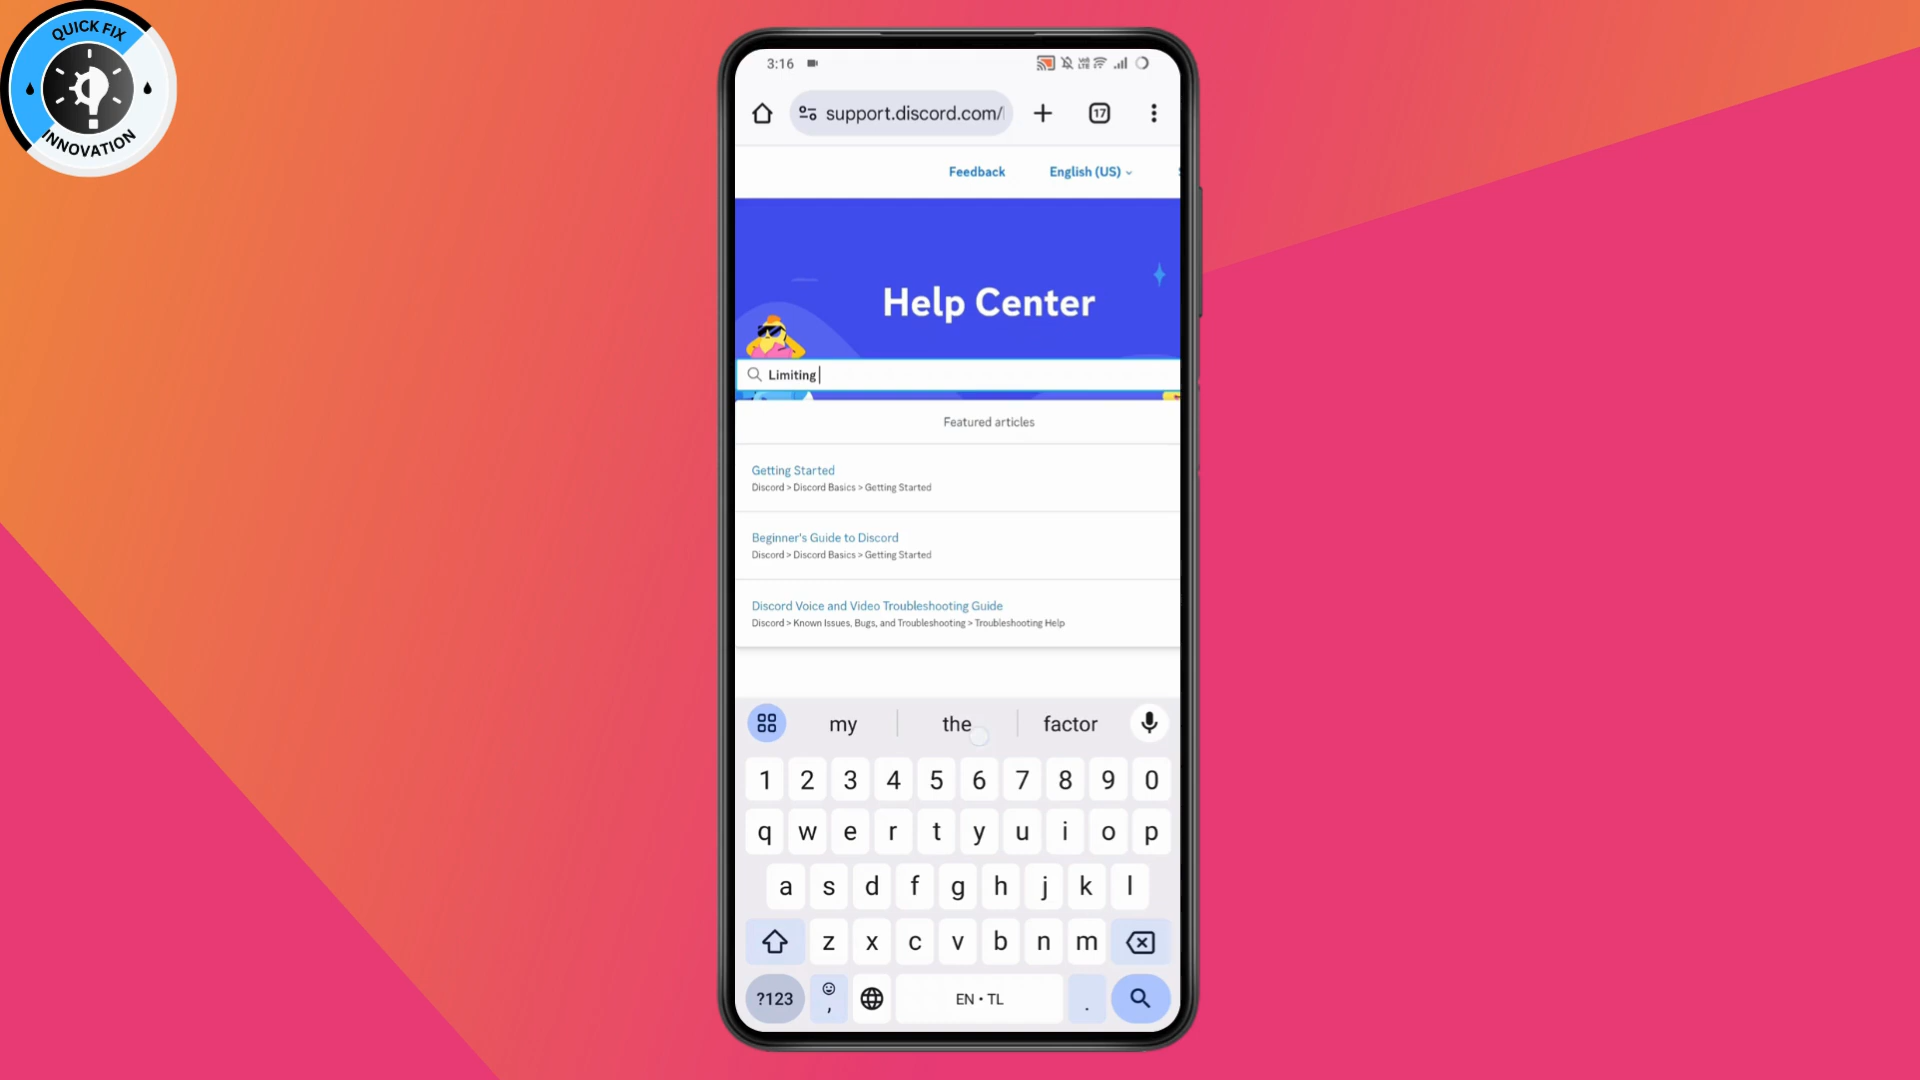 QUICK FIX
INNOVATION
3:16
VO
LTE
support.discord.com/
17
Feedback
English (US)
Help Center
Limiting
Featured articles
Getting Started
Discord > Discord Basics > Getting Started
Beginner's Guide to Discord
Discord > Discord Basics > Getting Started
Discord Voice and Video Troubleshooting Guide
Discord > Known Issues, Bugs, and Troubleshooting > Troubleshooting Help
my the factor
1 2 3 4 5 6 7 8 9 0
q w e r t y u i o p
a s d f g h j k l
z x c v b n m
?123 , EN • TL .